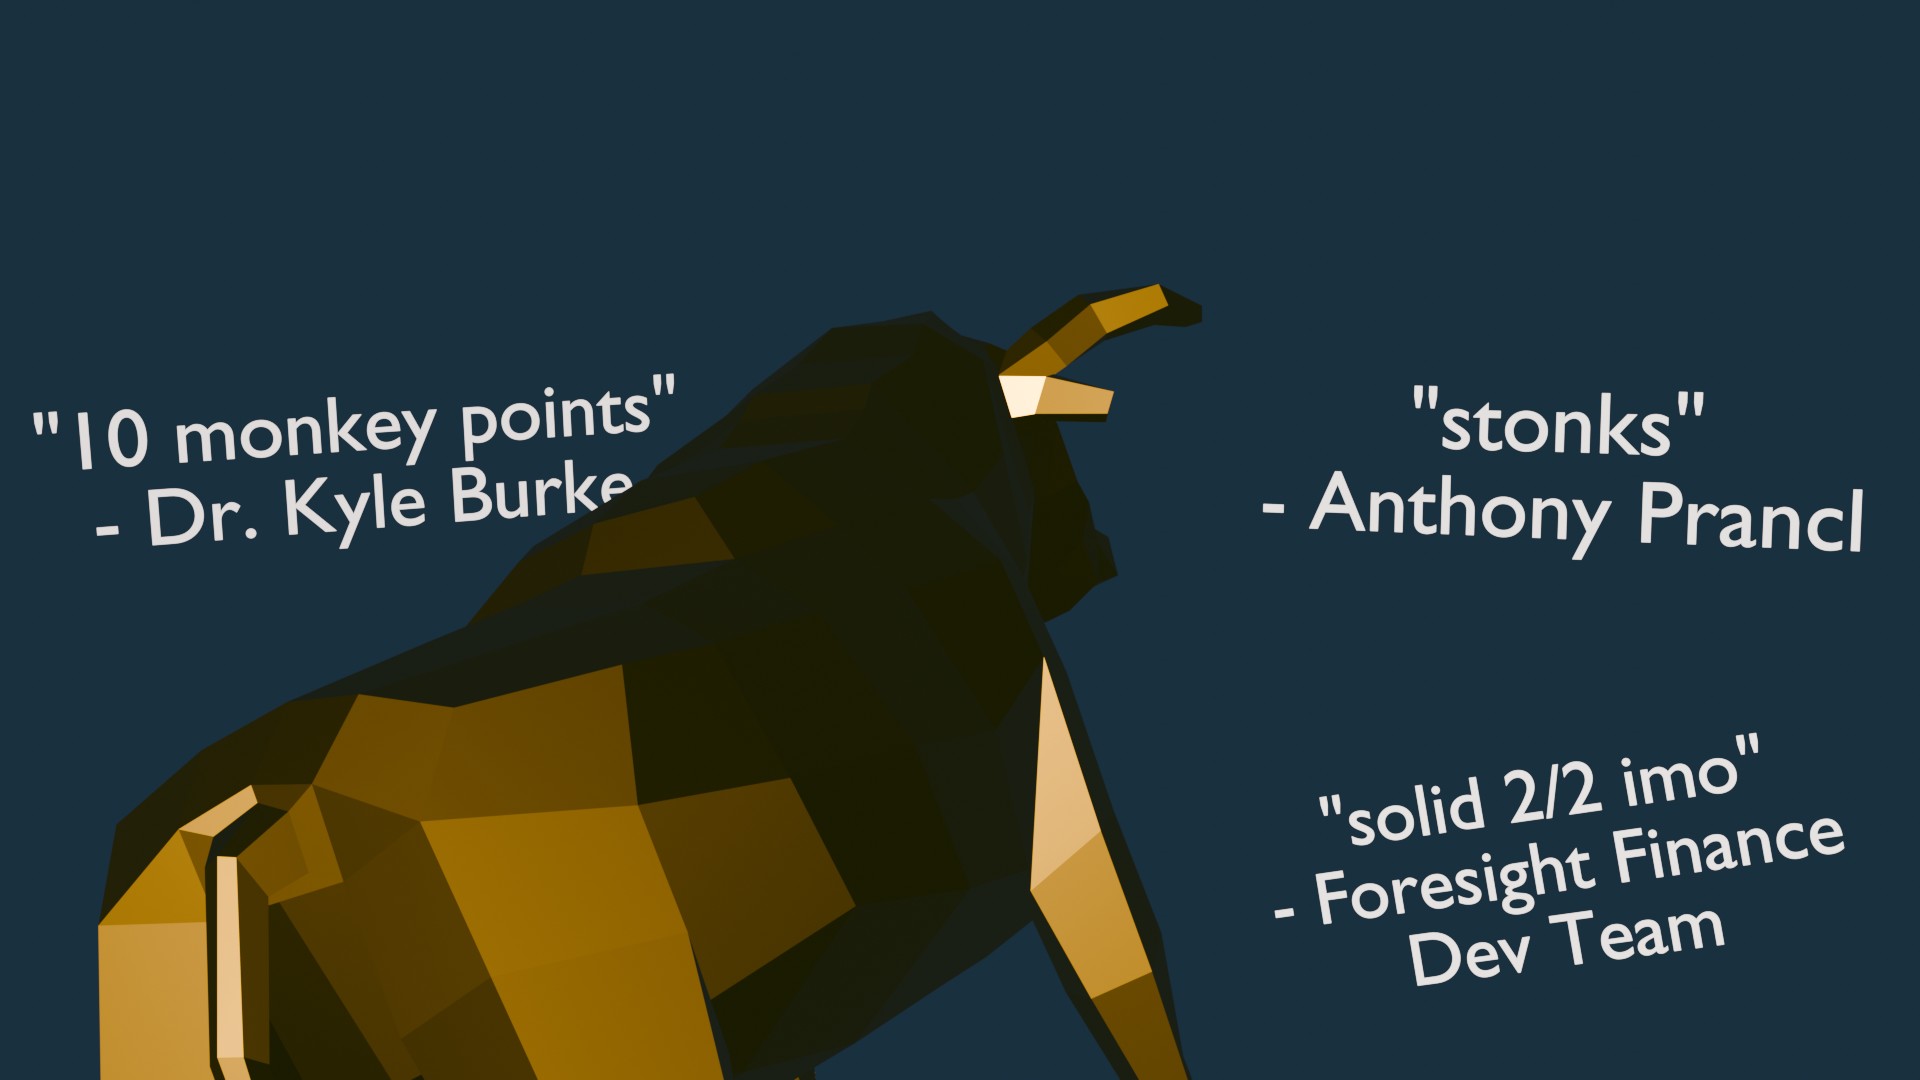 "10 monkey points"
- Dr. Kyle Burke
"stonks"
- Anthony Prancl
"solid 2/2 imo"
- Foresight Finance
Dev Team